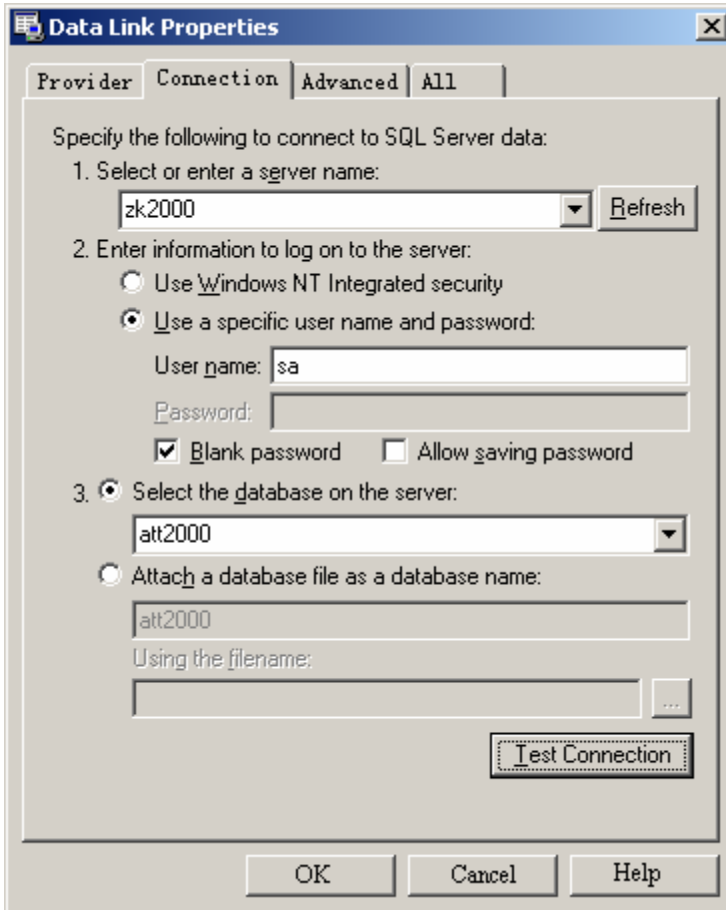 Data Link Properties
Provider Connection Advanced All
Specify the following to connect to SQL Server data:
1. Select or enter a server name:
zk2000 Refresh
2. Enter information to log on to the server:
Use Windows NT Integrated security
Use a specific user name and password:
User name: sa
Password:
Blank password Allow saving password
3. Select the database on the server:
att2000
Attach a database file as a database name:
att2000
Using the filename:
...
Test Connection
OK Cancel Help